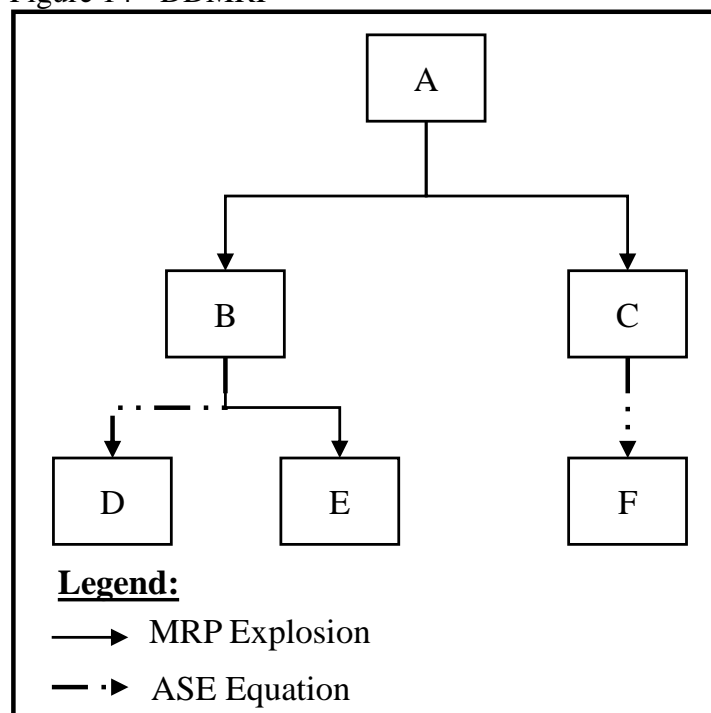 Figure 14 - DDMRP
A
B
C
D
E
F
Legend:
MRP Explosion
ASE Equation